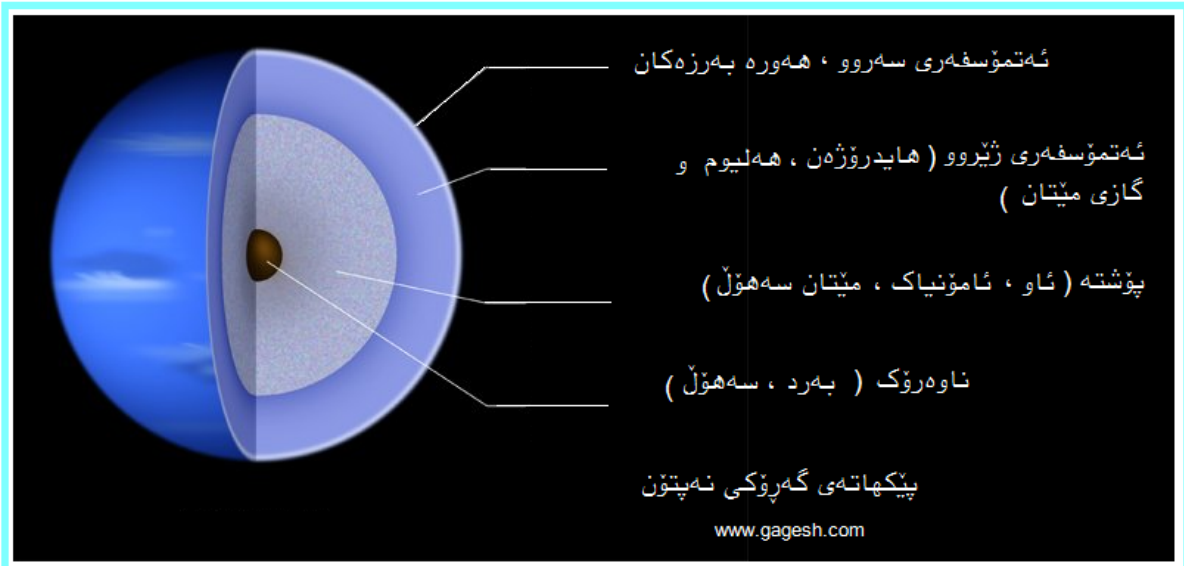 ئەتمۆسفەری سەروو ، هەورە بەرزەکان
ئەتمۆسفەری ژێروو ( هایدرۆژەن ، هەلیوم و
گازی مێتان )
پۆشتە ( ئاو ، ئامۆنیاک ، مێتان سەهۆڵ )
ناوەرۆک ( بەرد ، سەهۆڵ )
پێکهاتەی گەڕۆکی نەپتۆن
www.gagesh.com